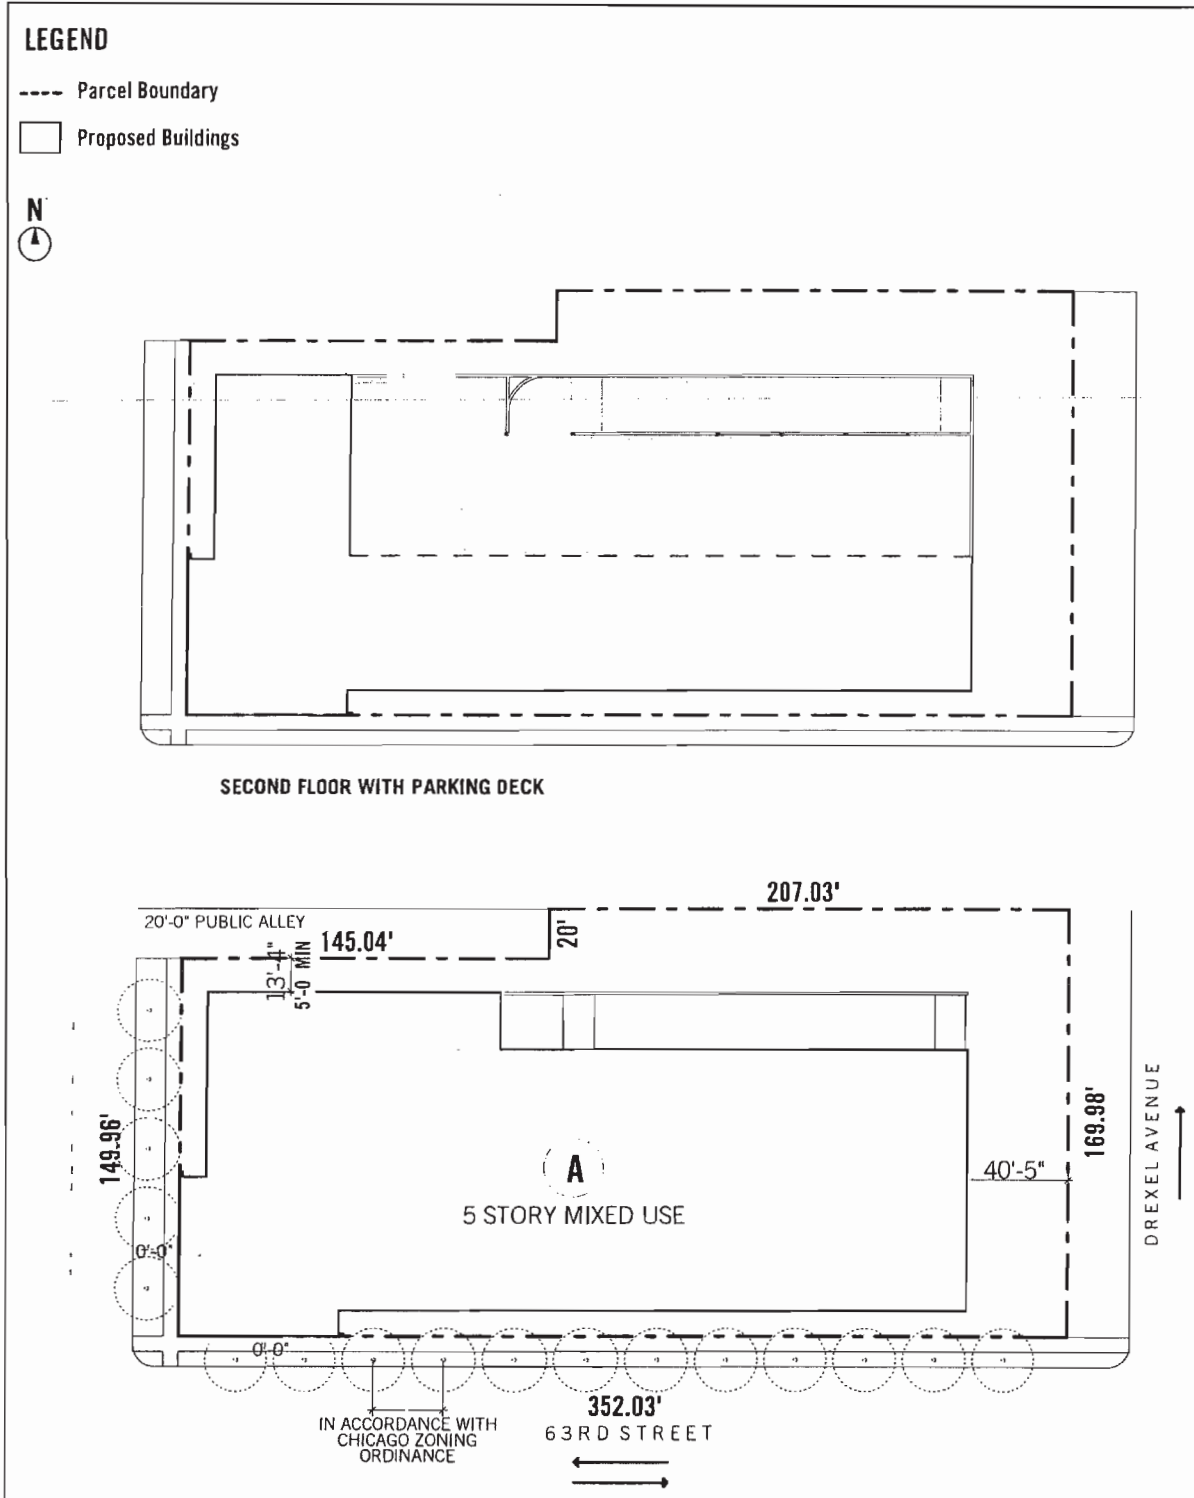 LEGEND
Parcel Boundary
Proposed Buildings
N
SECOND FLOOR WITH PARKING DECK
207.03'
20'-0" PUBLIC ALLEY
145.04'
20'
13'-4"
5'-0 MIN
149.96'
169.98'
DREXEL AVENUE
A
40'-5"
5 STORY MIXED USE
0'-0"
0'-0"
352.03'
IN ACCORDANCE WITH
CHICAGO ZONING
ORDINANCE
63RD STREET